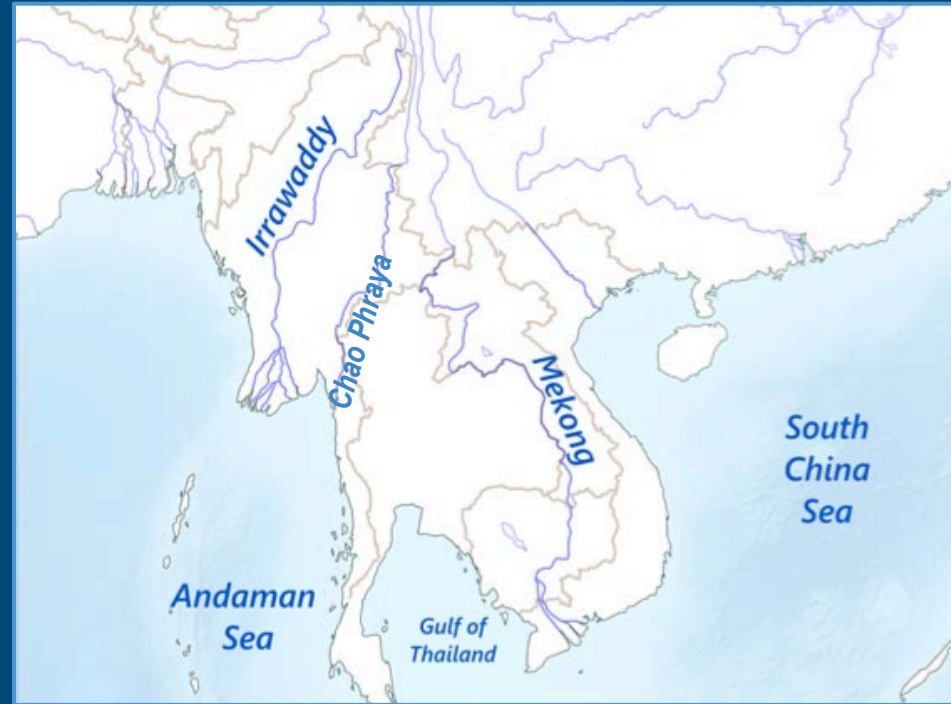 Irrawaddy
Chao Phraya
Mekong
South
China
Sea
Andaman
Sea
Gulf of
Thailand